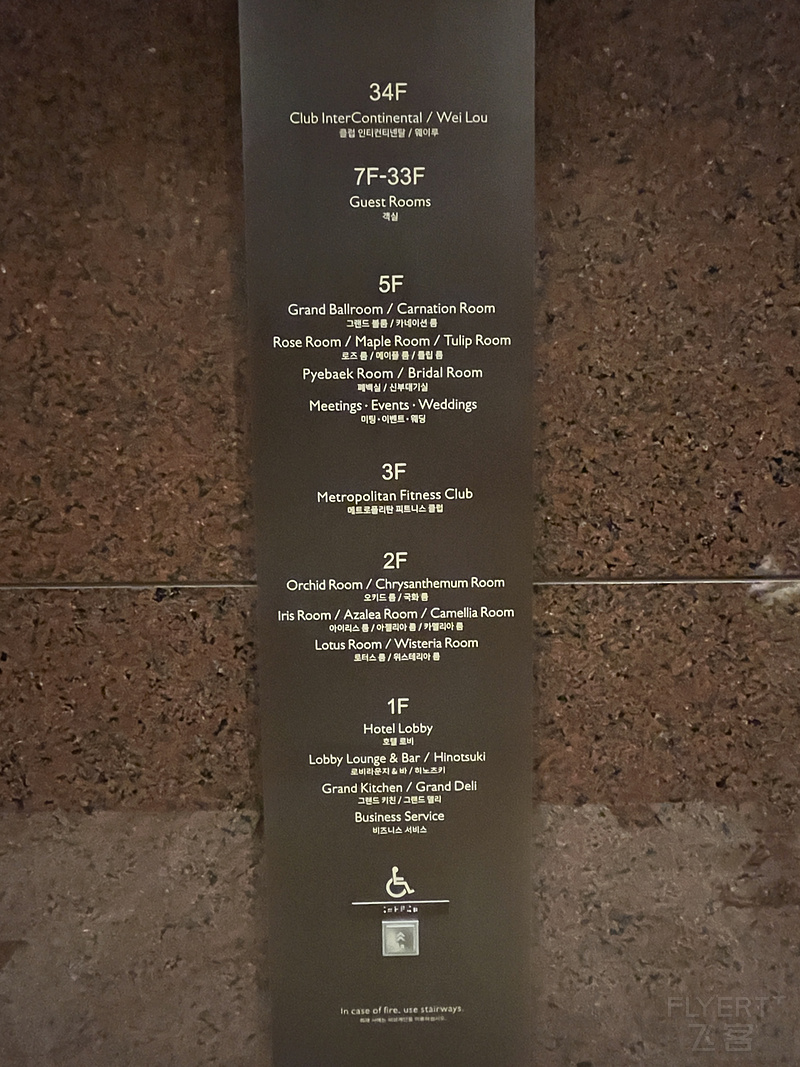 34F
Club InterContinental / Wei Lou
클럽 인터컨티넨탈 / 웨이루
7F-33F
Guest Rooms
객실
5F
Grand Ballroom / Carnation Room
그랜드 볼룸 / 카네이션 룸
Rose Room / Maple Room / Tulip Room
로즈 룸 / 메이플 룸 / 튤립 룸
Pyebaek Room / Bridal Room
폐백실 / 신부대기실
Meetings · Events · Weddings
미팅 · 이벤트 · 웨딩
3F
Metropolitan Fitness Club
메트로폴리탄 피트니스 클럽
2F
Orchid Room / Chrysanthemum Room
오키드 룸 / 국화 룸
Iris Room / Azalea Room / Camellia Room
아이리스 룸 / 아젤리아 룸 / 카멜리아 룸
Lotus Room / Wisteria Room
로터스 룸 / 위스테리아 룸
1F
Hotel Lobby
호텔 로비
Lobby Lounge & Bar / Hinotsuki
로비라운지 & 바 / 히노츠키
Grand Kitchen / Grand Deli
그랜드 키친 / 그랜드 델리
Business Service
비즈니스 서비스
In case of fire, use stairways.
FLYERT
飞客